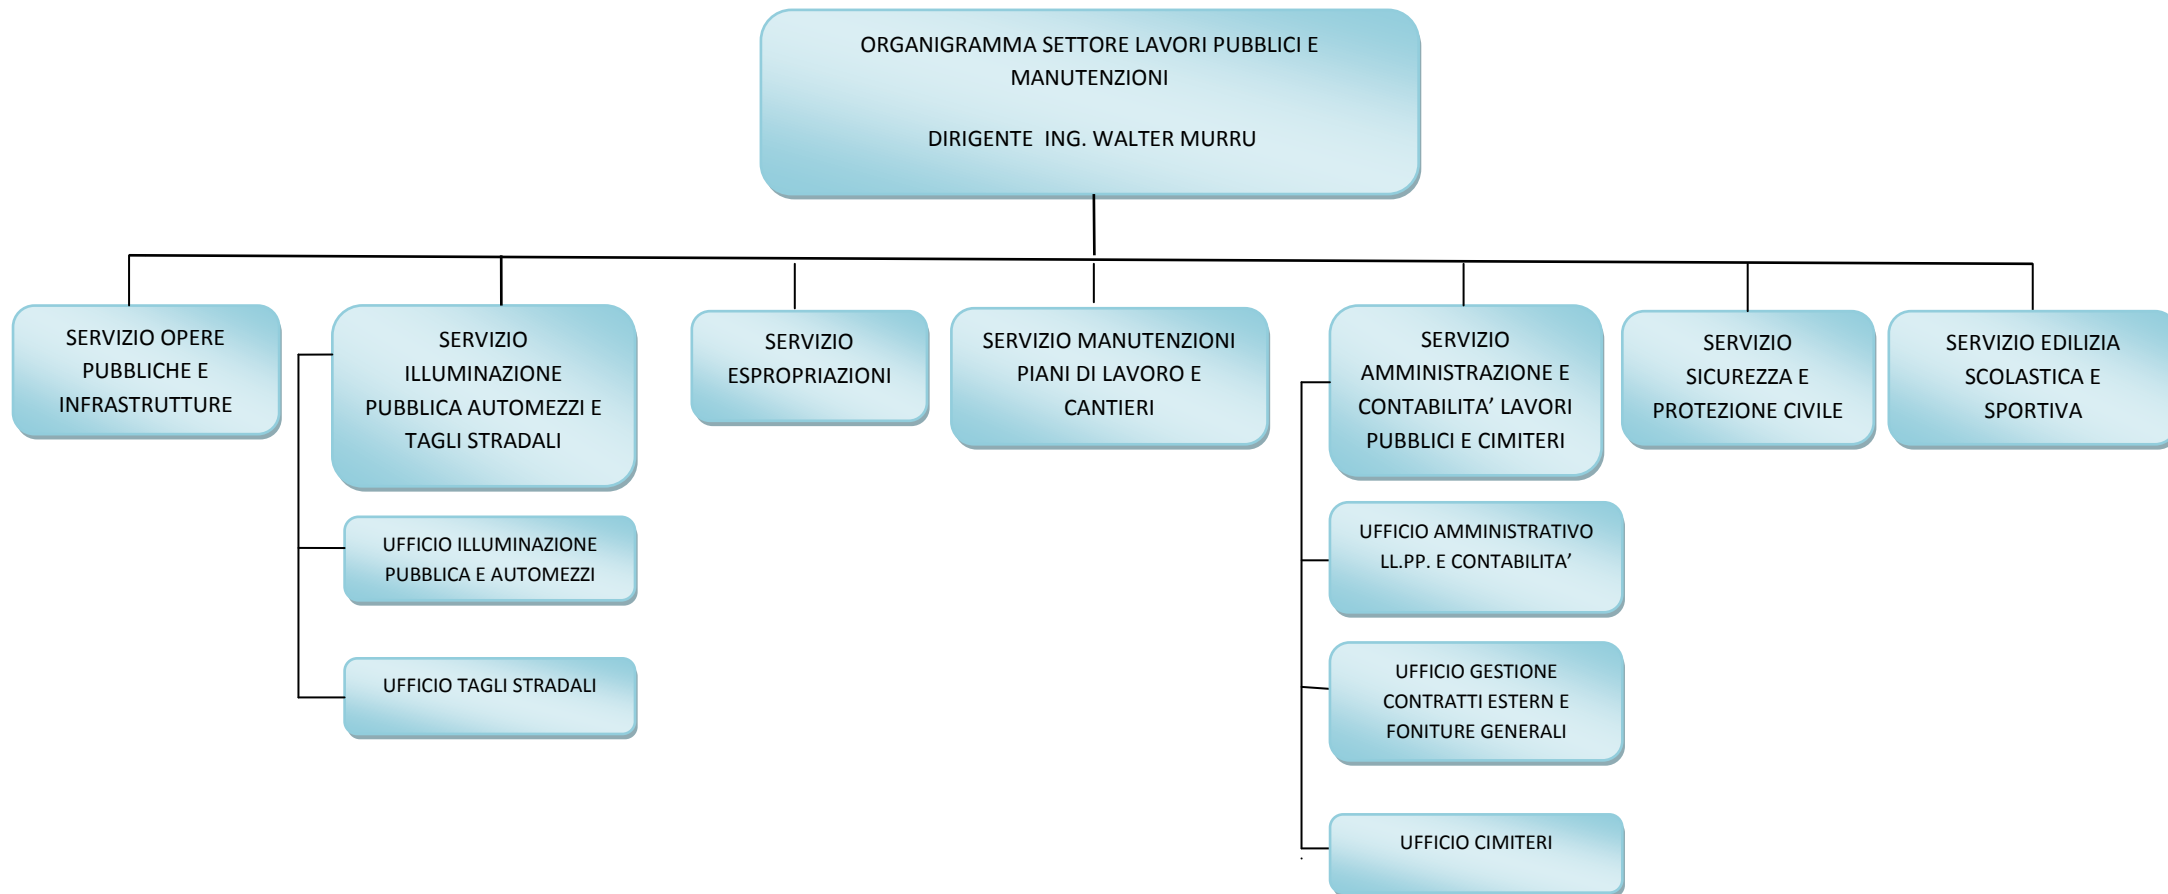 ORGANIGRAMMA SETTORE LAVORI PUBBLICI E
MANUTENZIONI
DIRIGENTE  ING. WALTER MURRU
SERVIZIO OPERE
PUBBLICHE E
INFRASTRUTTURE
SERVIZIO
ILLUMINAZIONE
PUBBLICA AUTOMEZZI E
TAGLI STRADALI
SERVIZIO
ESPROPRIAZIONI
SERVIZIO MANUTENZIONI
PIANI DI LAVORO E
CANTIERI
SERVIZIO
AMMINISTRAZIONE E
CONTABILITA’ LAVORI
PUBBLICI E CIMITERI
SERVIZIO
SICUREZZA E
PROTEZIONE CIVILE
SERVIZIO EDILIZIA
SCOLASTICA E
SPORTIVA
UFFICIO ILLUMINAZIONE
PUBBLICA E AUTOMEZZI
UFFICIO TAGLI STRADALI
UFFICIO AMMINISTRATIVO
LL.PP. E CONTABILITA’
UFFICIO GESTIONE
CONTRATTI ESTERN E
FONITURE GENERALI
UFFICIO CIMITERI